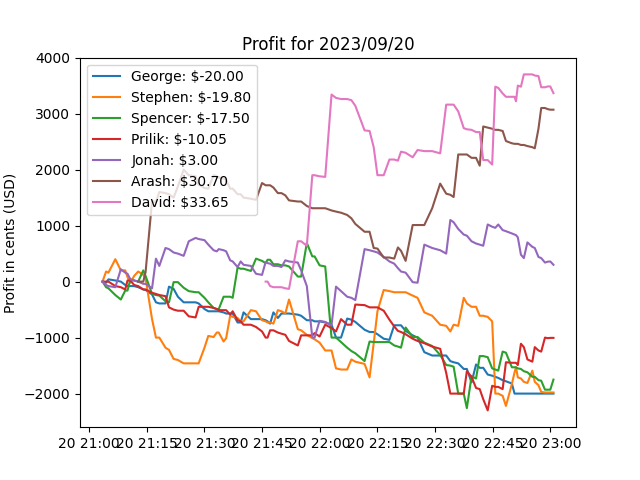 Profit for 2023/09/20
Profit in cents (USD)
4000
3000
2000
1000
0
−1000
−2000
George: $-20.00
Stephen: $-19.80
Spencer: $-17.50
Prilik: $-10.05
Jonah: $3.00
Arash: $30.70
David: $33.65
20 21:00 20 21:15 20 21:30 20 21:45 20 22:00 20 22:15 20 22:30 20 22:45 20 23:00